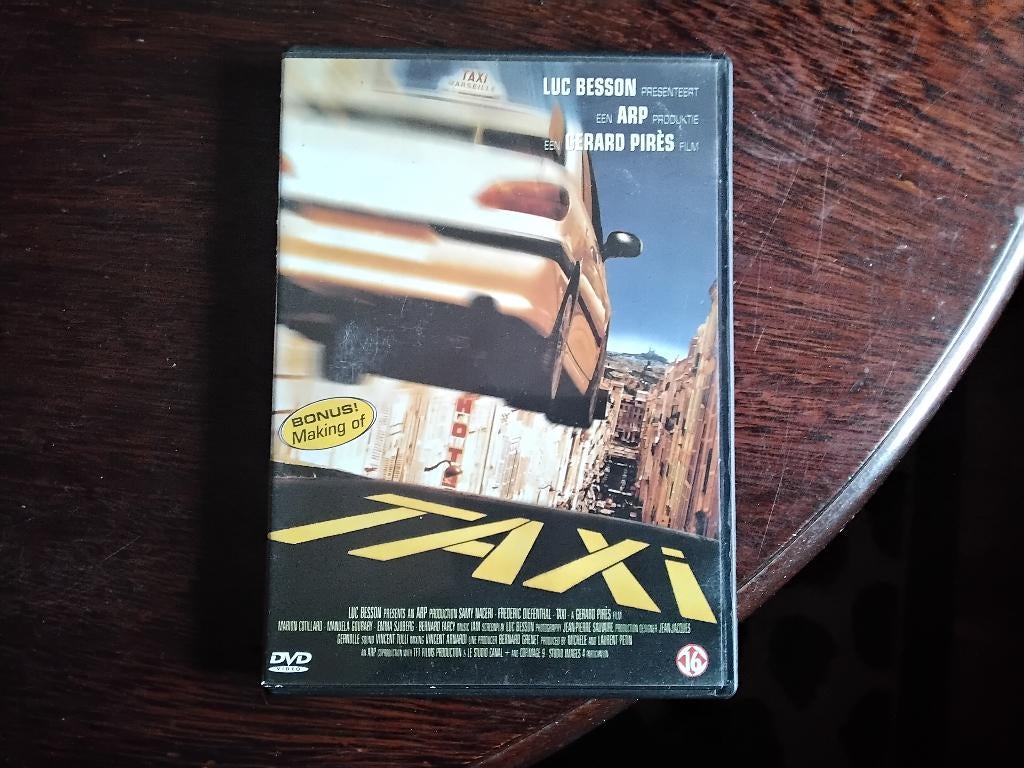 TAXI
MARSEILLE
LUC BESSON PRESENTEERT
EEN ARP PRODUKTIE
EEN GERARD PIRÈS FILM
BONUS!
Making of
HOT
TAXi
LUC BESSON PRESENTS AN ARP PRODUCTION SAMY NACERI - FREDERIC DIEFENTHAL - TAXI - A GERARD PIRÈS FILM
MARION COTILLARD - MANUELA GOURARY - EMMA SJÖBERG - BERNARD FARCY MUSIC IAM SCREENPLAY LUC BESSON PHOTOGRAPHY JEAN-PIERRE SAUVAIRE PRODUCTION DESIGNER JEAN-JACQUES
GERNOLLE SOUND VINCENT TULLI MIXING VINCENT ARNARDI LINE PRODUCER BERNARD GRENET PRODUCED BY MICHELE AND LAURENT PETIN
AN ARP COPRODUCTION WITH TF1 FILMS PRODUCTION & LE STUDIO CANAL + AND COFIMAGE 9, STUDIO IMAGES 4 PARTICIPATION
DVD
VIDEO
16